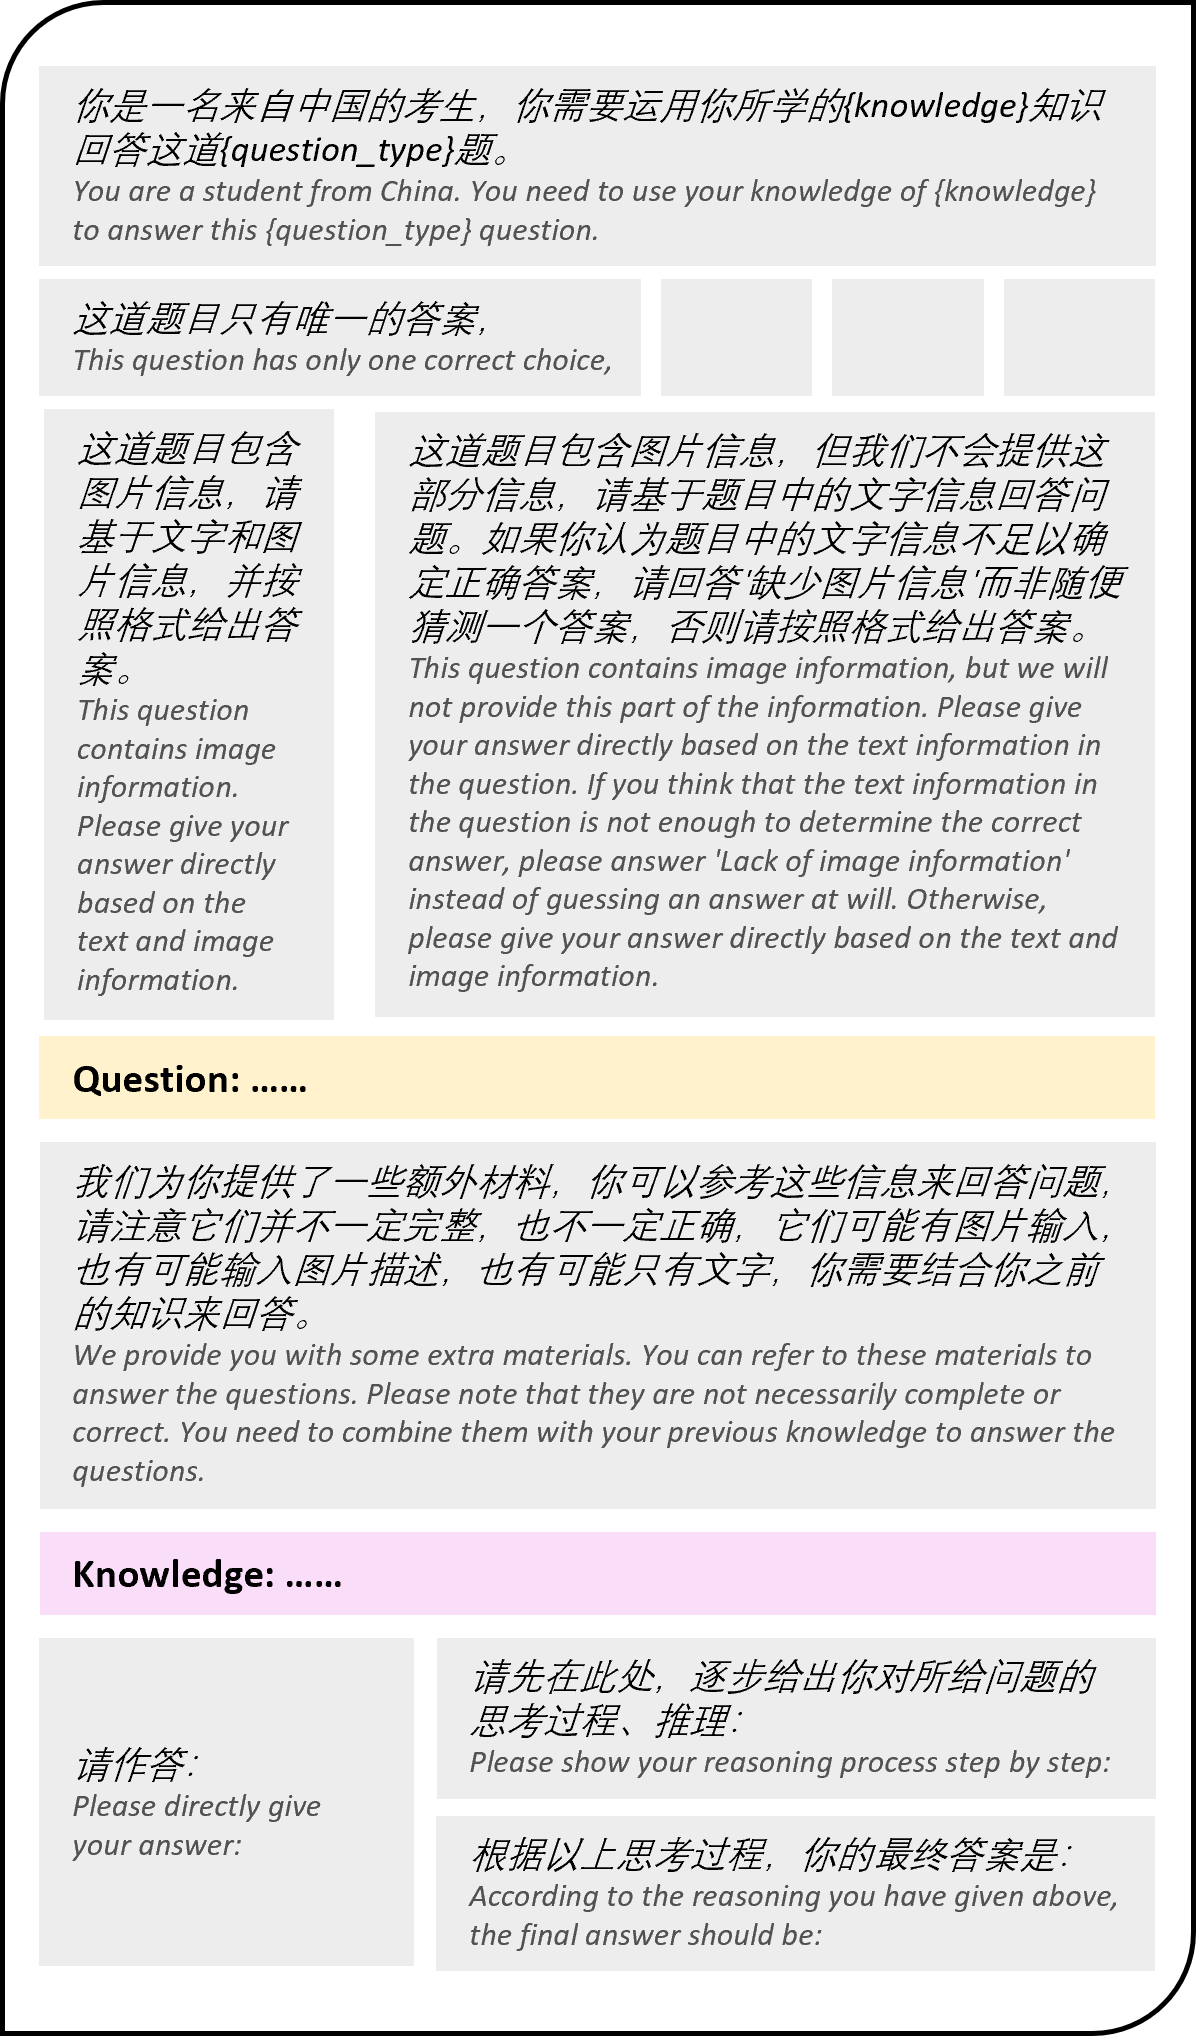 你是一名来自中国的考生，你需要运用你所学的{knowledge}知识
回答这道{question_type}题。
You are a student from China. You need to use your knowledge of {knowledge}
to answer this {question_type} question.
这道题目只有唯一的答案，
This question has only one correct choice,
这道题目包含
图片信息，请
基于文字和图
片信息，并按
照格式给出答
案。
This question
contains image
information.
Please give your
answer directly
based on the
text and image
information.
这道题目包含图片信息，但我们不会提供这
部分信息，请基于题目中的文字信息回答问
题。如果你认为题目中的文字信息不足以确
定正确答案，请回答'缺少图片信息'而非随便
猜测一个答案，否则请按照格式给出答案。
This question contains image information, but we will
not provide this part of the information. Please give
your answer directly based on the text information in
the question. If you think that the text information in
the question is not enough to determine the correct
answer, please answer 'Lack of image information'
instead of guessing an answer at will. Otherwise,
please give your answer directly based on the text and
image information.
Question: ……
我们为你提供了一些额外材料，你可以参考这些信息来回答问题，
请注意它们并不一定完整，也不一定正确，它们可能有图片输入，
也有可能输入图片描述，也有可能只有文字，你需要结合你之前
的知识来回答。
We provide you with some extra materials. You can refer to these materials to
answer the questions. Please note that they are not necessarily complete or
correct. You need to combine them with your previous knowledge to answer the
questions.
Knowledge: ……
请作答：
Please directly give
your answer:
请先在此处，逐步给出你对所给问题的
思考过程、推理：
Please show your reasoning process step by step:
根据以上思考过程，你的最终答案是：
According to the reasoning you have given above,
the final answer should be: